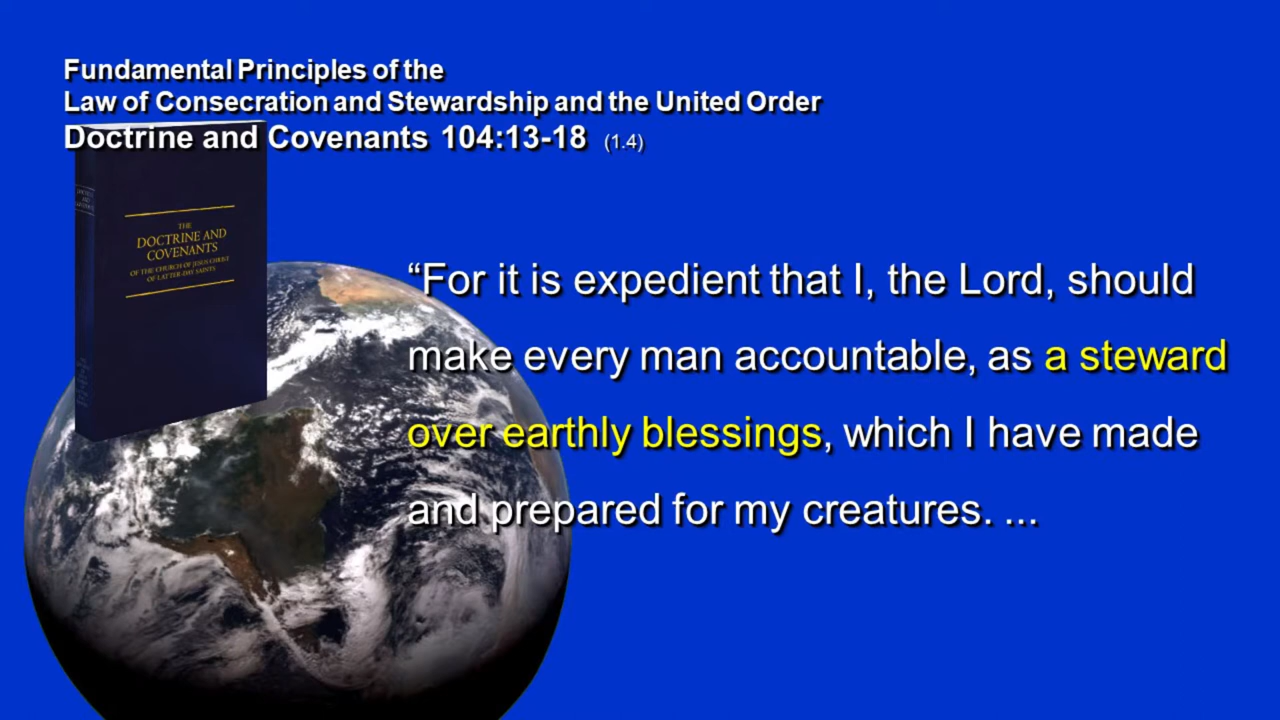 Fundamental Principles of the
Law of Consecration and Stewardship and the United Order
Doctrine and Covenants 104:13-18 (1.4)
THE
DOCTRINE AND
COVENANTS
OF THE CHURCH OF JESUS CHRIST
OF LATTER-DAY SAINTS
“For it is expedient that I, the Lord, should
make every man accountable, as a steward
over earthly blessings, which I have made
and prepared for my creatures. ...